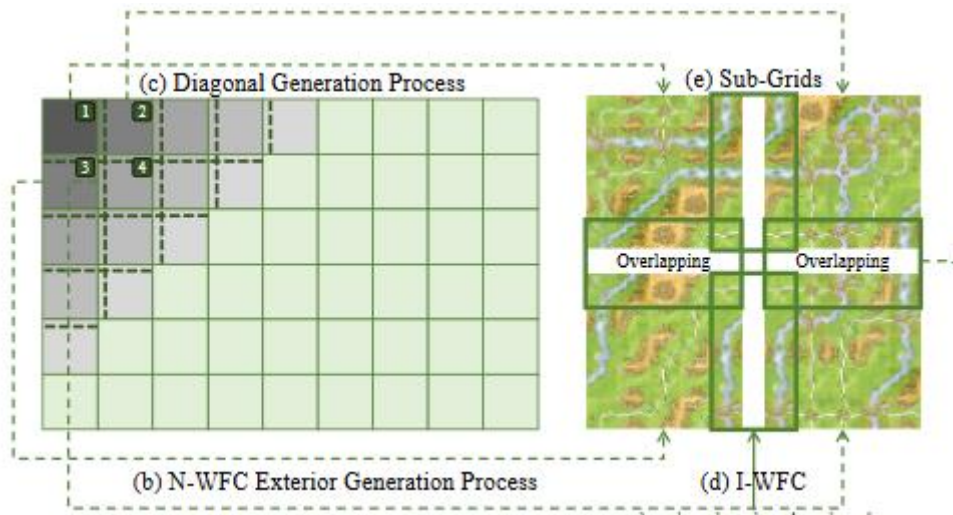 (c) Diagonal Generation Process
(e) Sub-Grids
1
2
3
4
Overlapping
Overlapping
(b) N-WFC Exterior Generation Process
(d) I-WFC